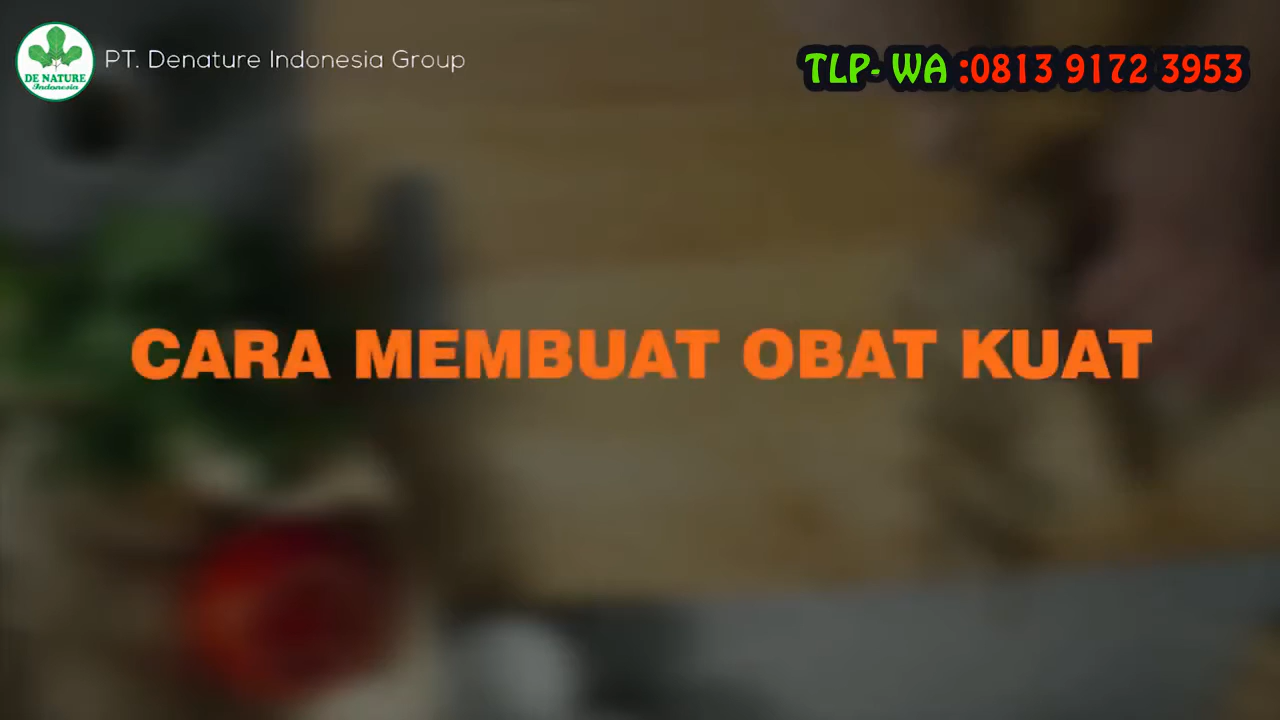 DE NATURE
Indonesia
PT. Denature Indonesia Group
TLP- WA :0813 9172 3953
CARA MEMBUAT OBAT KUAT